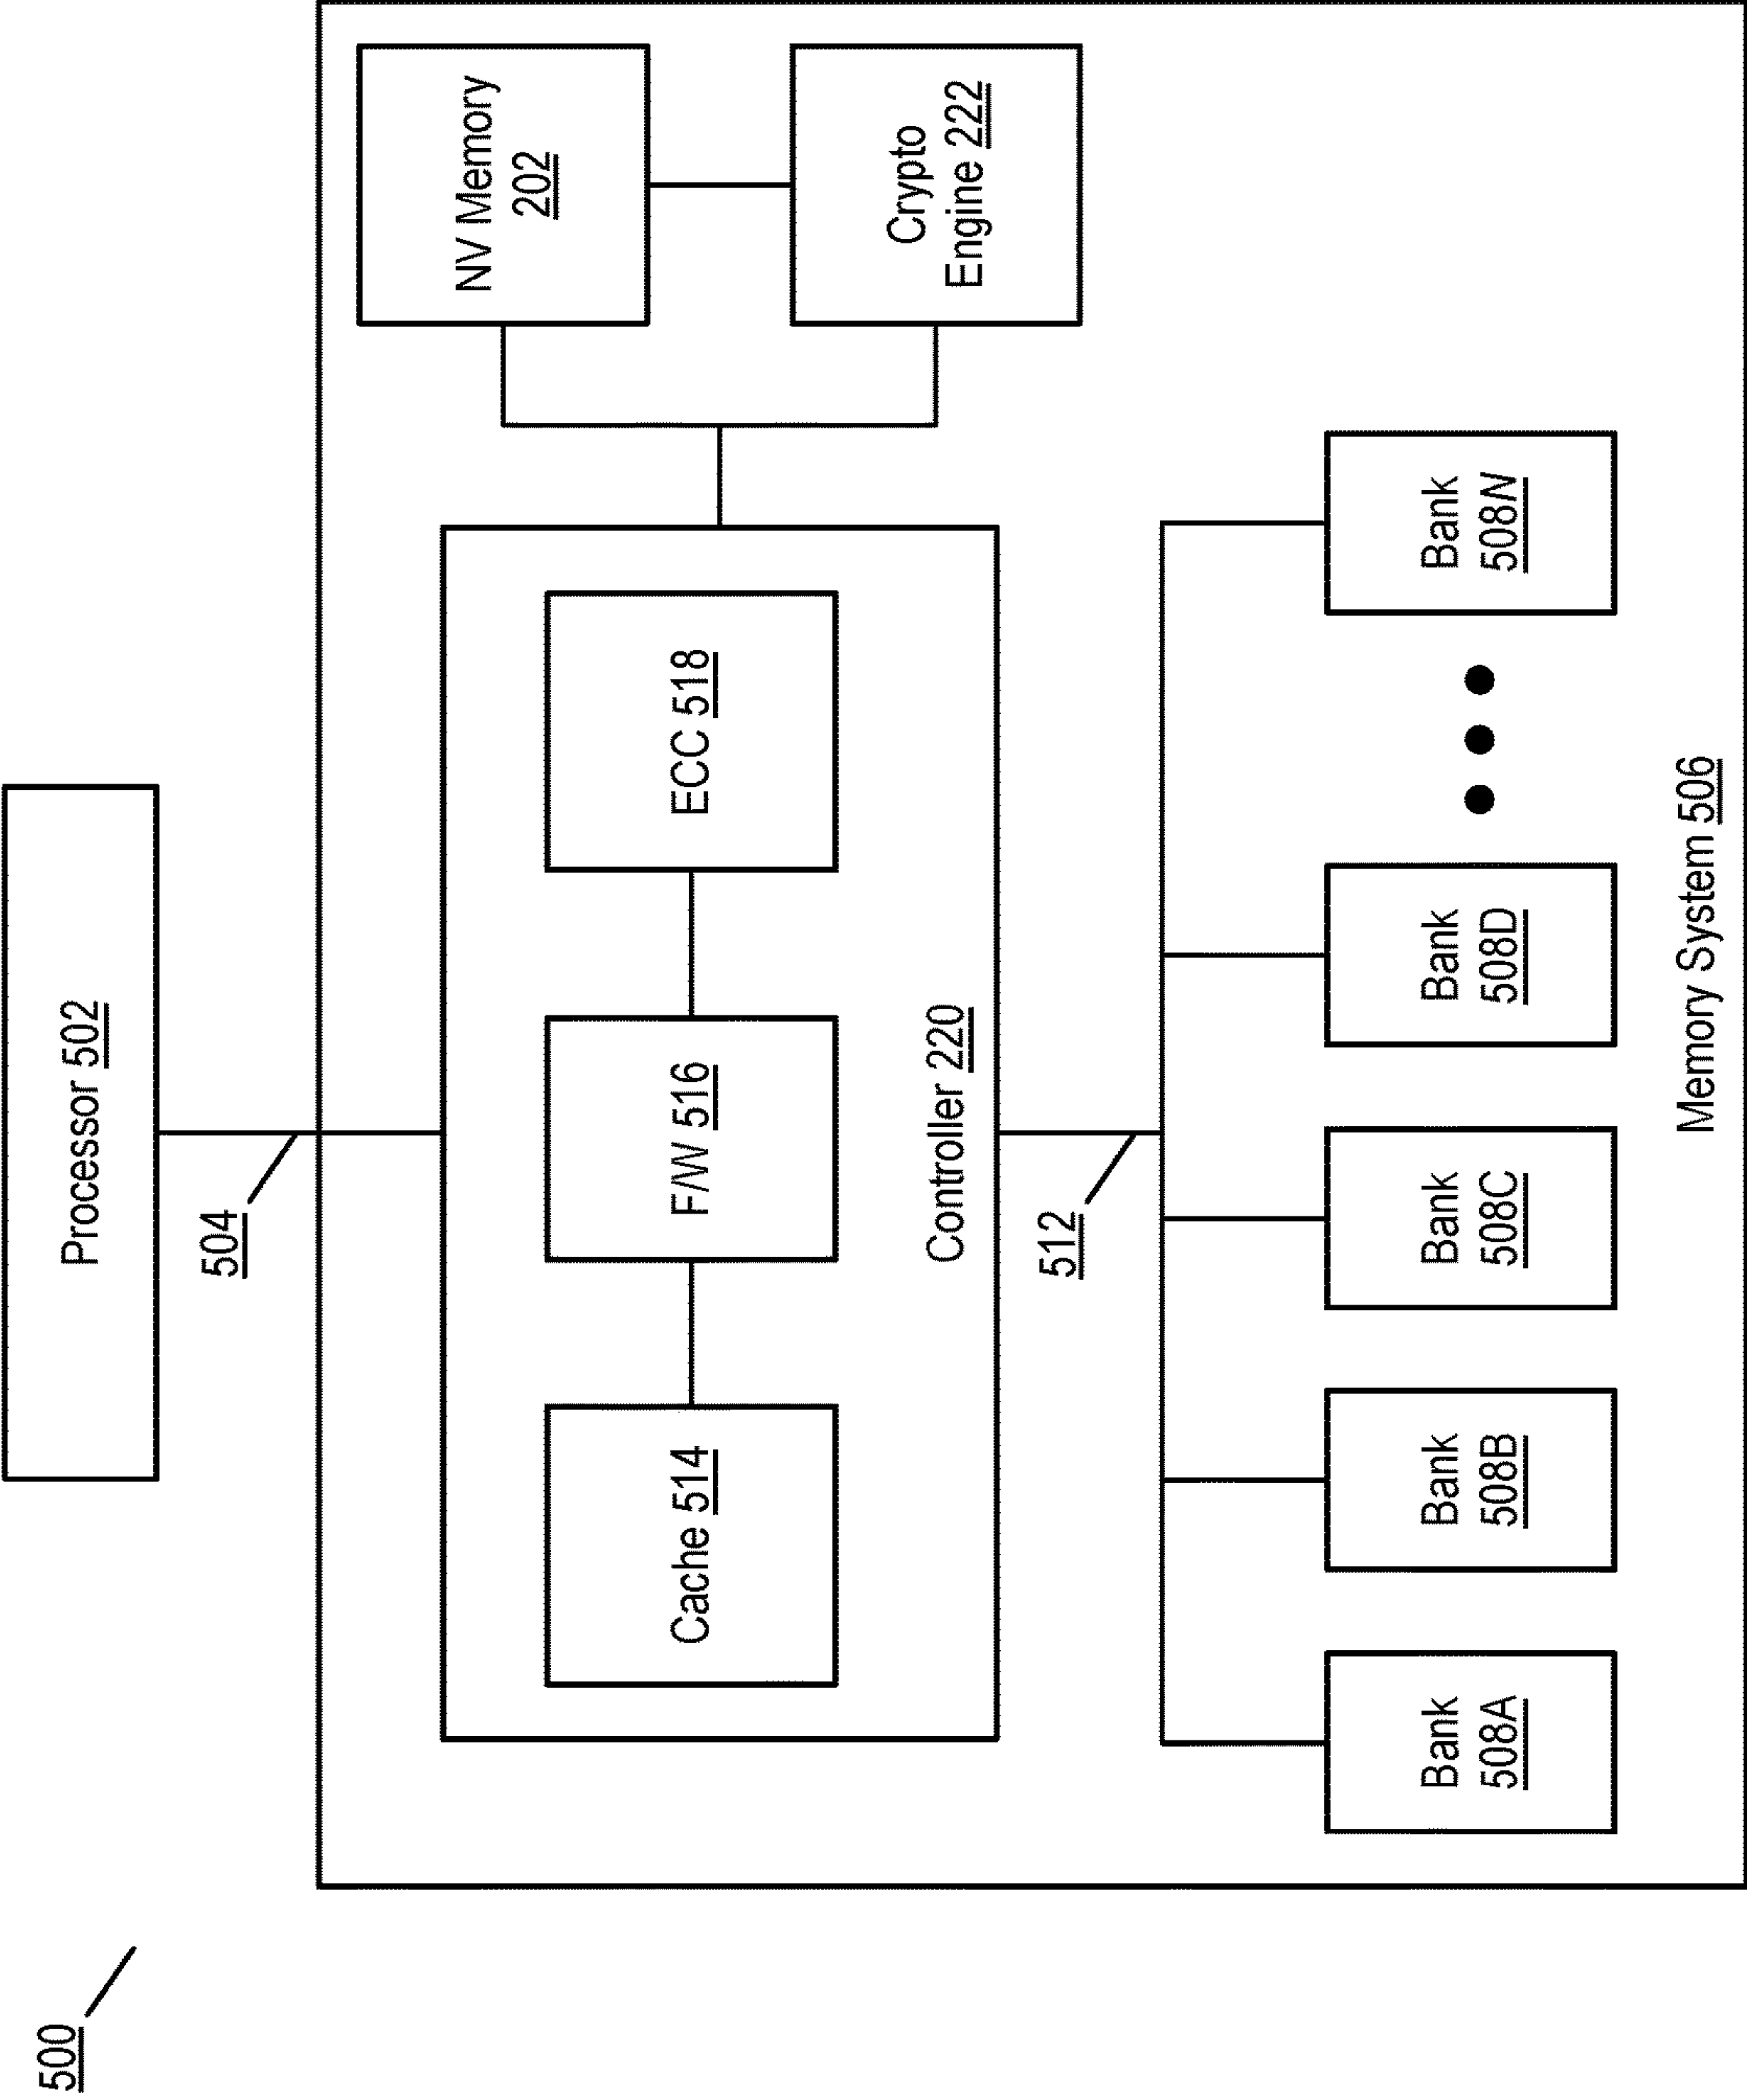 500
Processor 502
504
Cache 514
F/W 516
ECC 518
Controller 220
NV Memory
202
Crypto
Engine 222
512
Bank
508A
Bank
508B
Bank
508C
Bank
508D
Bank
508N
Memory System 506